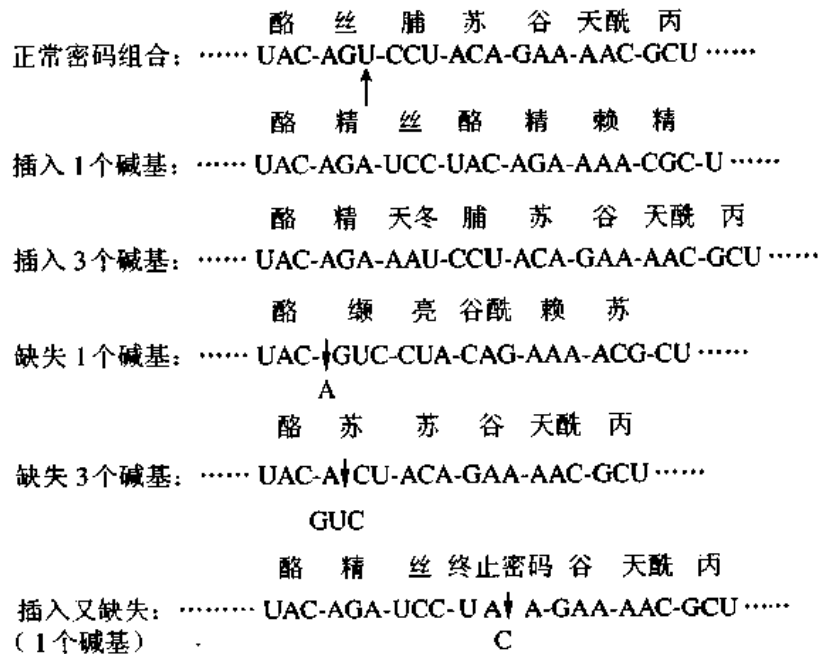 酪 丝 脯 苏 谷 天酰 丙
正常密码组合：…… UAC-AGU-CCU-ACA-GAA-AAC-GCU ……
酪 精 丝 酪 精 赖 精
插入1个碱基：…… UAC-AGA-UCC-UAC-AGA-AAA-CGC-U ……
酪 精 天冬 脯 苏 谷 天酰 丙
插入3个碱基：…… UAC-AGA-AAU-CCU-ACA-GAA-AAC-GCU ……
酪 缬 亮 谷酰 赖 苏
缺失1个碱基：…… UAC-GUC-CUA-CAG-AAA-ACG-CU ……
A
酪 苏 苏 谷 天酰 丙
缺失3个碱基：…… UAC-ACU-ACA-GAA-AAC-GCU ……
GUC
酪 精 丝 终止密码 谷 天酰 丙
插入又缺失：……… UAC-AGA-UCC-U A A-GAA-AAC-GCU ……
（1个碱基） C